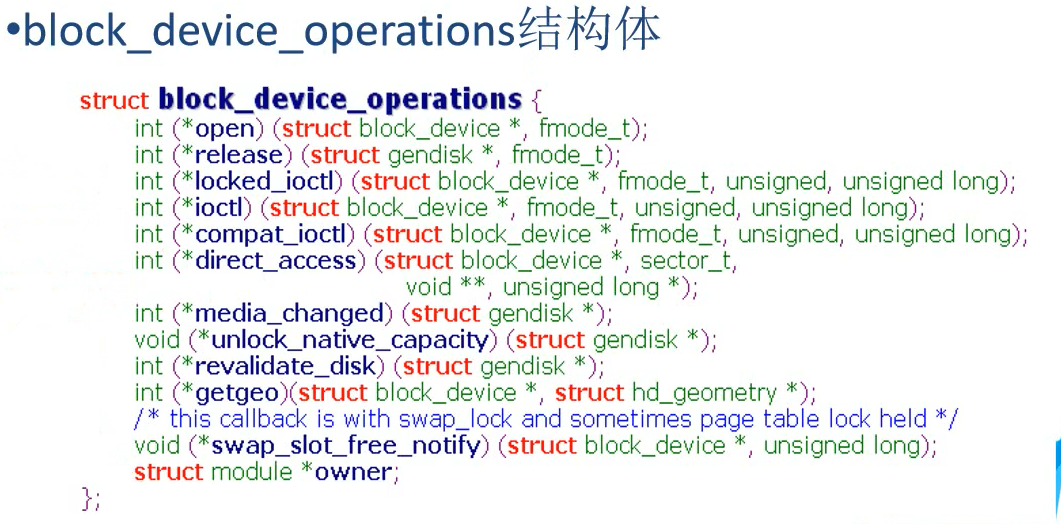 •block_device_operations结构体
struct block_device_operations {
int (*open) (struct block_device *, fmode_t);
int (*release) (struct gendisk *, fmode_t);
int (*locked_ioctl) (struct block_device *, fmode_t, unsigned, unsigned long);
int (*ioctl) (struct block_device *, fmode_t, unsigned, unsigned long);
int (*compat_ioctl) (struct block_device *, fmode_t, unsigned, unsigned long);
int (*direct_access) (struct block_device *, sector_t,
void **, unsigned long *);
int (*media_changed) (struct gendisk *);
void (*unlock_native_capacity) (struct gendisk *);
int (*revalidate_disk) (struct gendisk *);
int (*getgeo)(struct block_device *, struct hd_geometry *);
/* this callback is with swap_lock and sometimes page table lock held */
void (*swap_slot_free_notify) (struct block_device *, unsigned long);
struct module *owner;
};